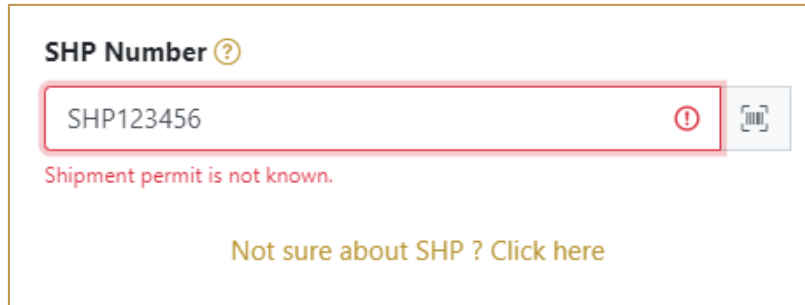 SHP Number ?
SHP123456
Shipment permit is not known.
Not sure about SHP ? Click here